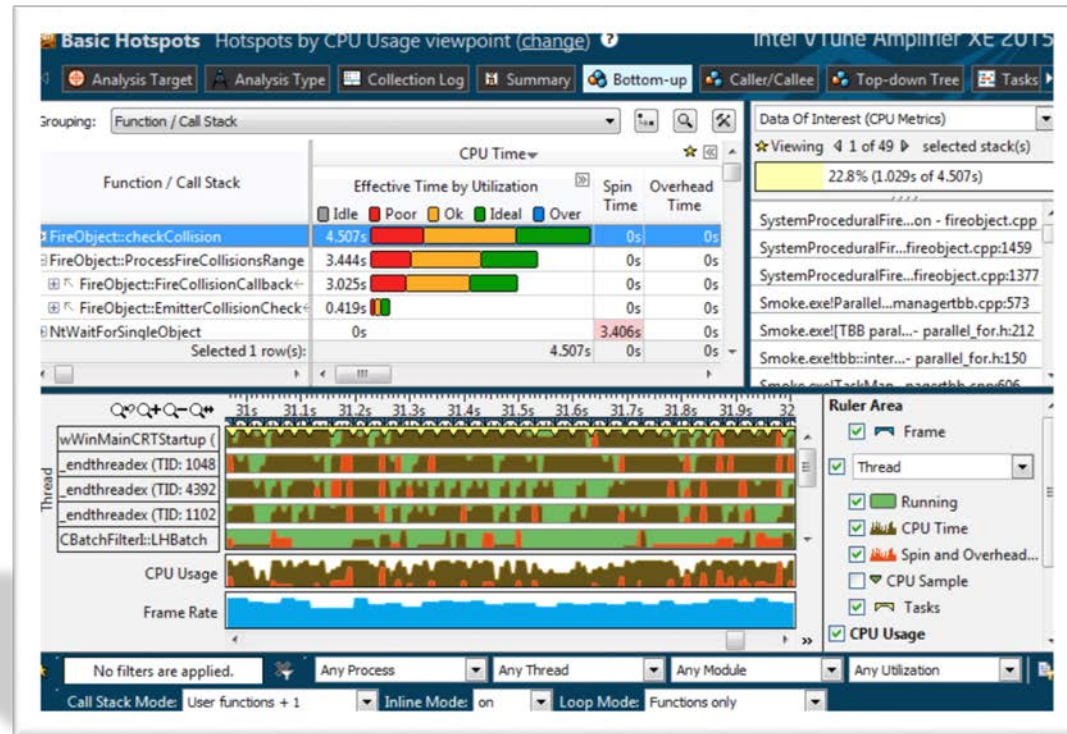 Basic Hotspots Hotspots by CPU Usage viewpoint (change) ?
Intel VTune Amplifier XE 2015
Analysis Target Analysis Type Collection Log Summary Bottom-up Caller/Callee Top-down Tree Tasks
Grouping: Function / Call Stack
Function / Call Stack
CPU Time
Effective Time by Utilization
Idle Poor Ok Ideal Over
Spin Time
Overhead Time
FireObject::checkCollision 4.507s 0s 0s
FireObject::ProcessFireCollisionsRange 3.444s 0s 0s
FireObject::FireCollisionCallback 3.025s 0s 0s
FireObject::EmitterCollisionCheck 0.419s 0s 0s
NtWaitForSingleObject 0s 3.406s 0s
Selected 1 row(s): 4.507s 0s 0s
Data Of Interest (CPU Metrics)
Viewing 1 of 49 selected stack(s)
22.8% (1.029s of 4.507s)
SystemProceduralFire...on - fireobject.cpp
SystemProceduralFir...fireobject.cpp:1459
SystemProceduralFire...fireobject.cpp:1377
Smoke.exe!Parallel...managertbb.cpp:573
Smoke.exe![TBB paral...- parallel_for.h:212
Smoke.exe!tbb::inter...- parallel_for.h:150
31s 31.1s 31.2s 31.3s 31.4s 31.5s 31.6s 31.7s 31.8s 31.9s 32
Thread
wWinMainCRTStartup (
_endthreadex (TID: 1048
_endthreadex (TID: 4392
_endthreadex (TID: 1102
CBatchFilterI::LHBatch
CPU Usage
Frame Rate
Ruler Area
Frame
Thread
Running
CPU Time
Spin and Overhead...
CPU Sample
Tasks
CPU Usage
No filters are applied. Any Process Any Thread Any Module Any Utilization
Call Stack Mode: User functions + 1 Inline Mode: on Loop Mode: Functions only